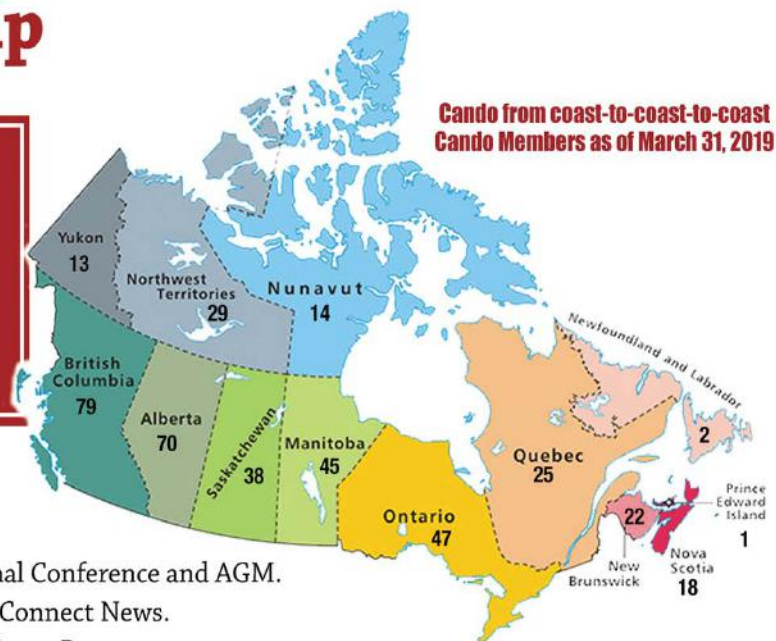 Cando from coast-to-coast-to-coast
Cando Members as of March 31, 2019
Yukon
13
Northwest
Territories
29
Nunavut
14
British
Columbia
79
Alberta
70
Saskatchewan
38
Manitoba
45
Ontario
47
Quebec
25
Newfoundland and Labrador
2
22
New
Brunswick
Prince
Edward
Island
1
Nova
Scotia
18
Conference and AGM.
Connect News.